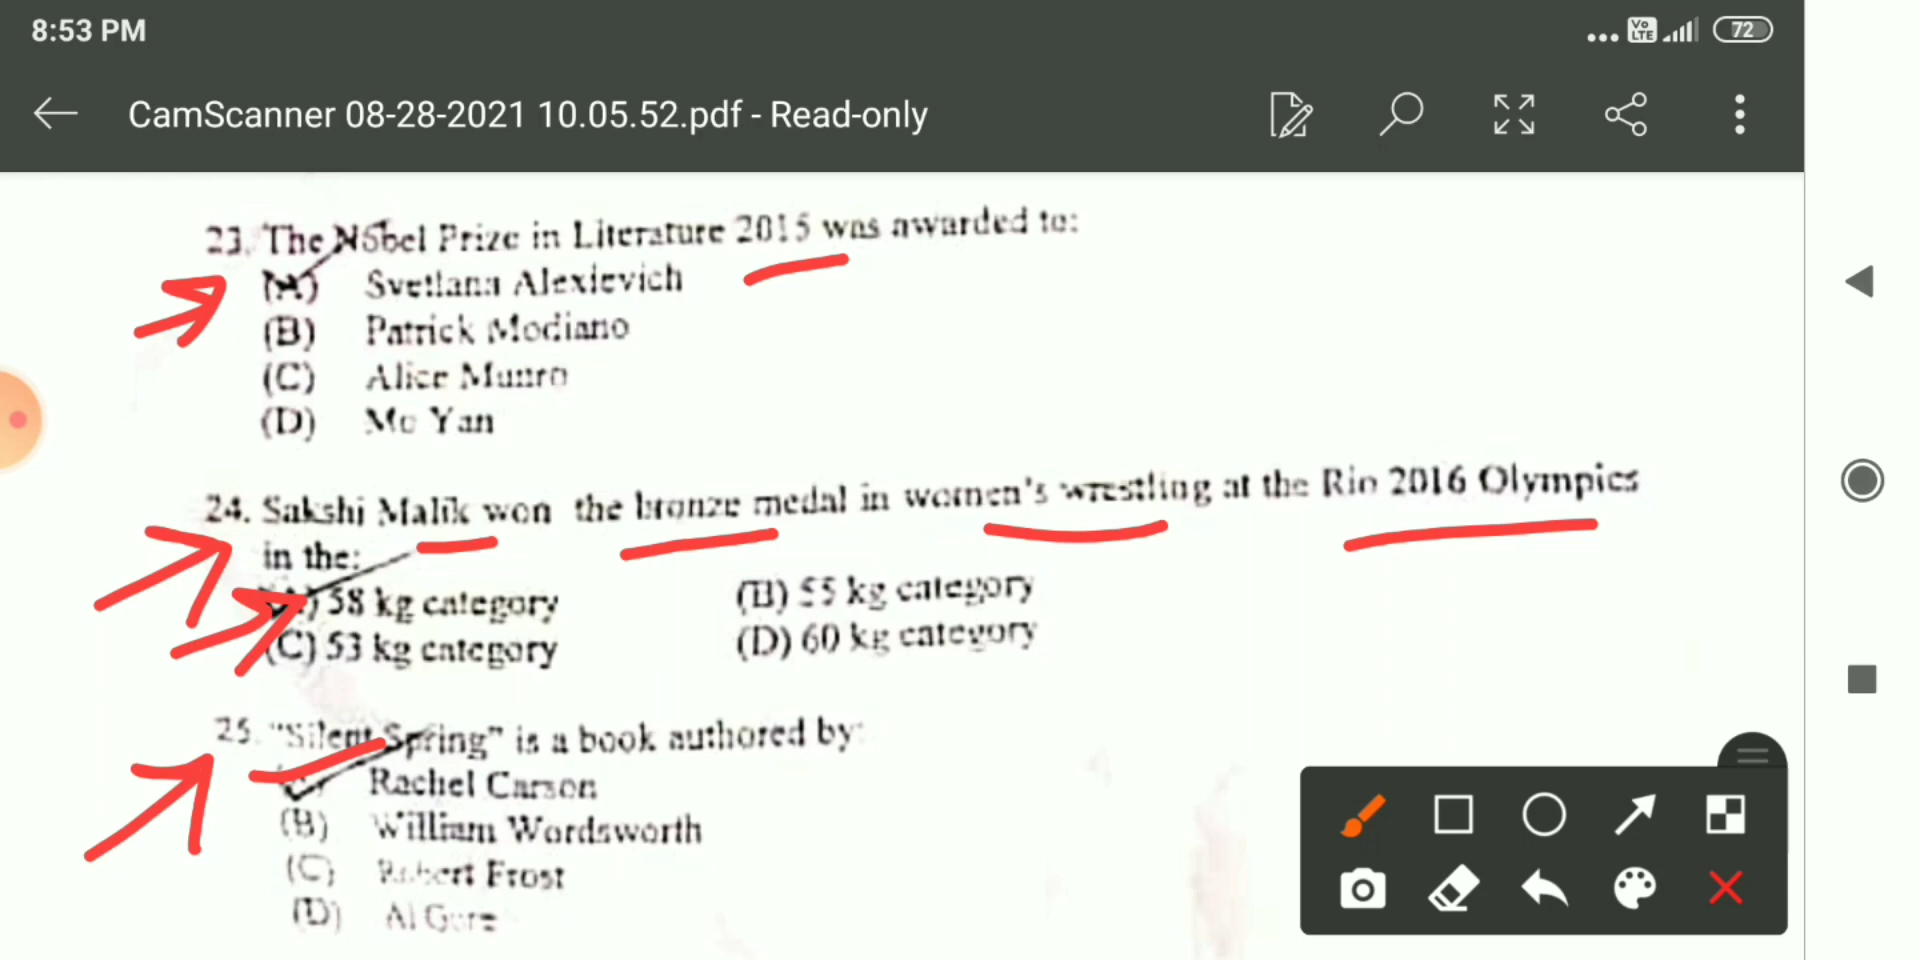 8:53 PM
Vo LTE 72
CamScanner 08-28-2021 10.05.52.pdf - Read-only
23. The Nobel Prize in Literature 2015 was awarded to:
(A) Svetlana Alexievich
(B) Patrick Modiano
(C) Alice Munro
(D) Mo Yan
24. Sakshi Malik won the bronze medal in women's wrestling at the Rio 2016 Olympics
in the:
(A) 58 kg category (B) 55 kg category
(C) 53 kg category (D) 60 kg category
25. "Silent Spring" is a book authored by:
Rachel Carson
(B) William Wordsworth
(C) Robert Frost
(D) Al Gore